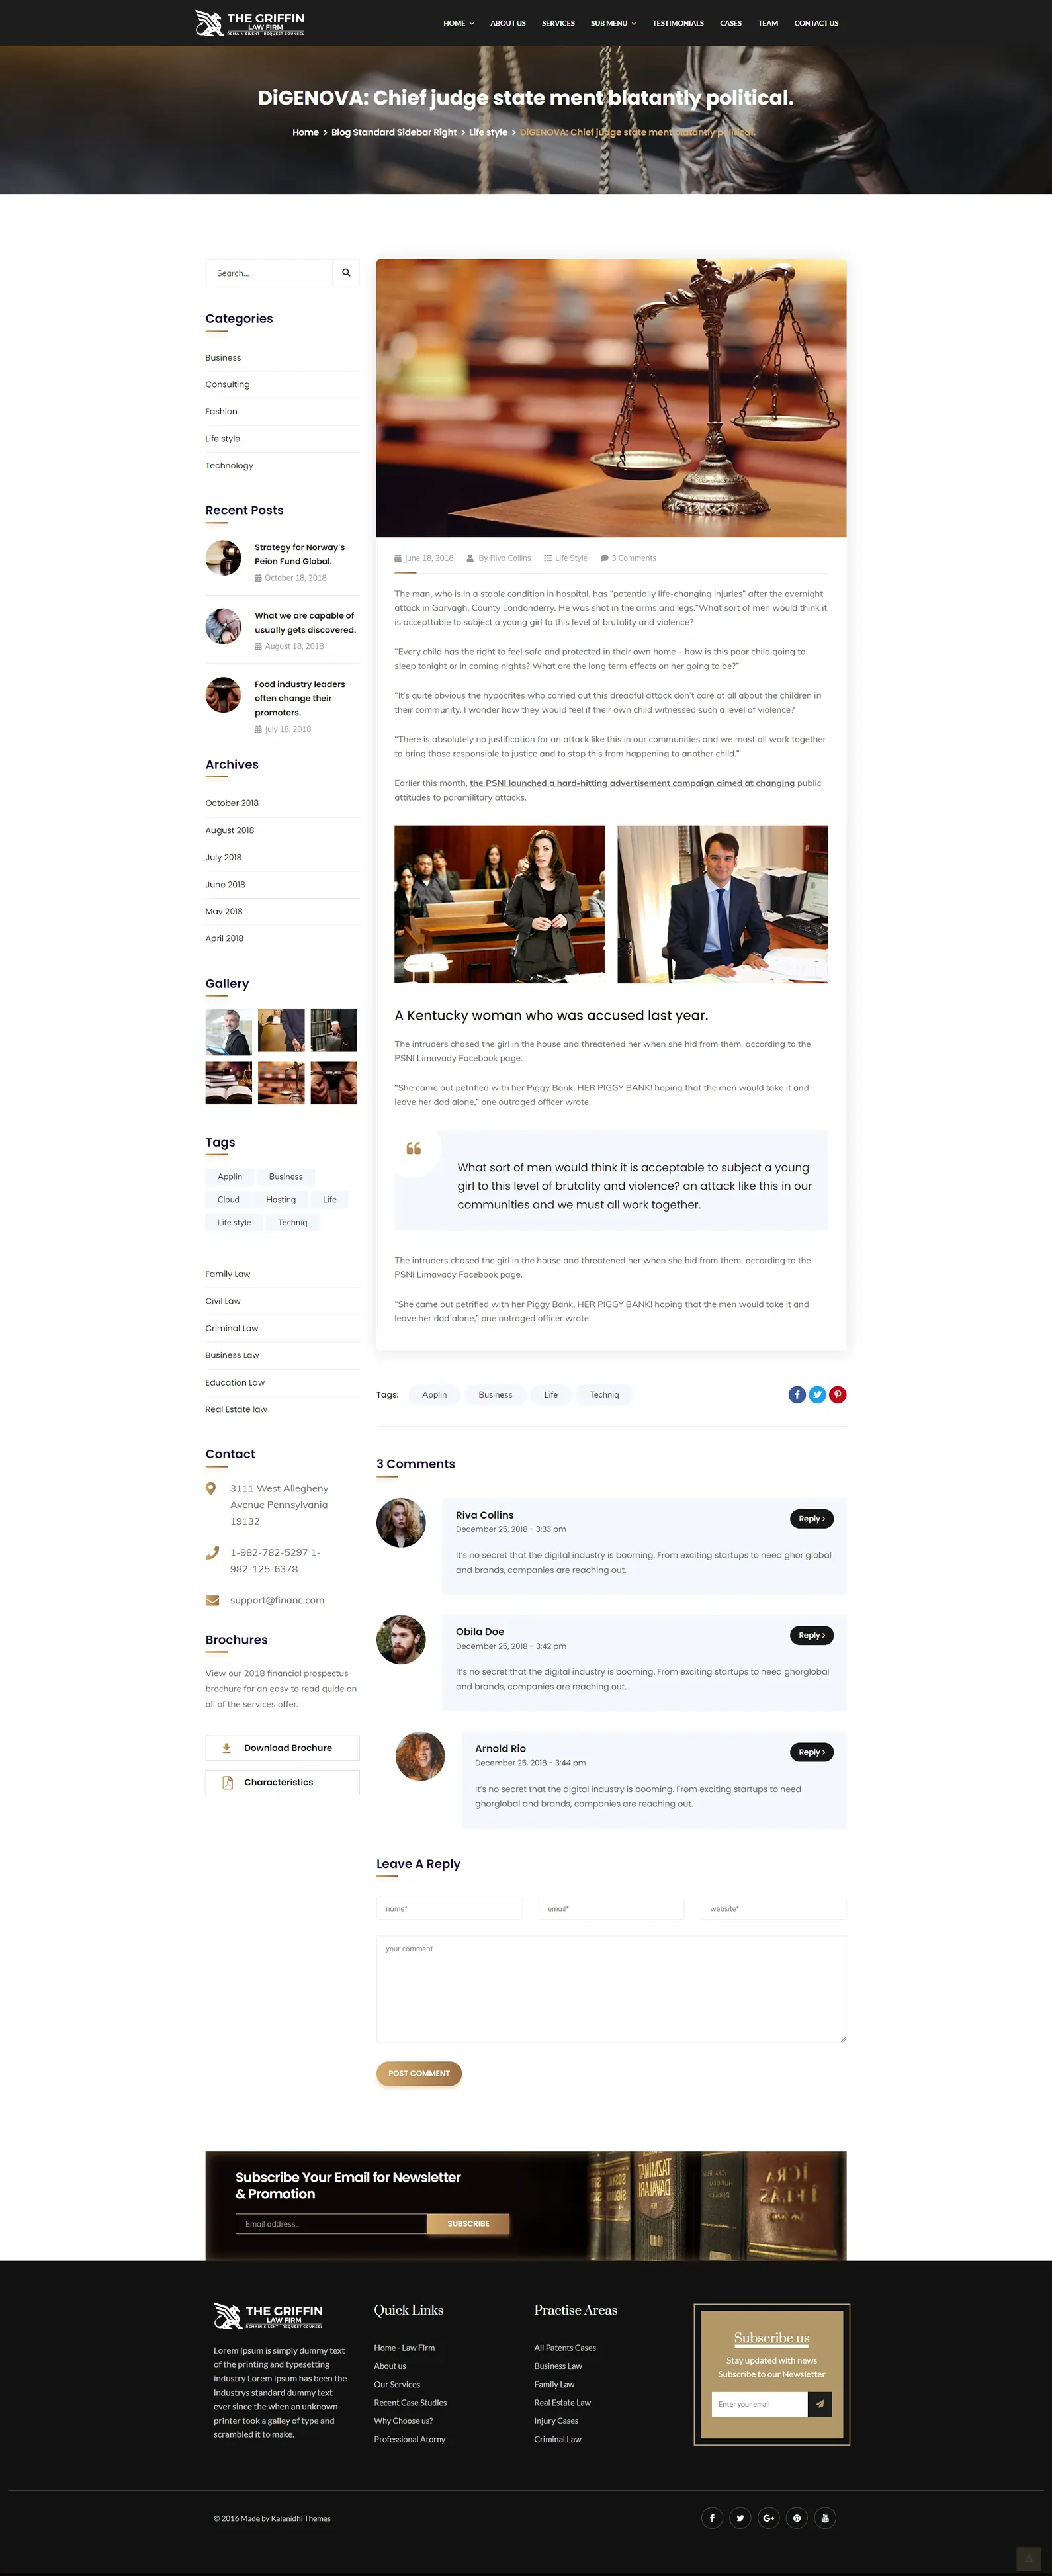 THE GRIFFIN
LAW FIRM
REMAIN SILENT REQUEST COUNSEL
HOME
ABOUT US
SERVICES
SUB MENU
TESTIMONIALS
CASES
TEAM
CONTACT US
DiGENOVA: Chief judge state ment blatantly political.
Home > Blog Standard Sidebar Right > Life style > DiGENOVA: Chief judge state ment blatantly political.
Search...
Categories
Business
Consulting
Fashion
Life style
Technology
Recent Posts
Strategy for Norway's
Peion Fund Global.
October 18, 2018
What we are capable of
usually gets discovered.
August 18, 2018
Food industry leaders
often change their
promoters.
July 18, 2018
Archives
October 2018
August 2018
July 2018
June 2018
May 2018
April 2018
Gallery
Tags
Applin Business
Cloud Hosting Life
Life style Techniq
Family Law
Civil Law
Criminal Law
Business Law
Education Law
Real Estate law
Contact
3111 West Allegheny
Avenue Pennsylvania
19132
1-982-782-5297 1-
982-125-6378
support@financ.com
Brochures
View our 2018 financial prospectus
brochure for an easy to read guide on
all of the services offer.
Download Brochure
Characteristics
June 18, 2018 By Riva Collins Life Style 3 Comments
The man, who is in a stable condition in hospital, has "potentially life-changing injuries" after the overnight
attack in Garvagh, County Londonderry. He was shot in the arms and legs."What sort of men would think it
is accepttable to subject a young girl to this level of brutality and violence?
"Every child has the right to feel safe and protected in their own home – how is this poor child going to
sleep tonight or in coming nights? What are the long term effects on her going to be?"
"It's quite obvious the hypocrites who carried out this dreadful attack don't care at all about the children in
their community. I wonder how they would feel if their own child witnessed such a level of violence?
"There is absolutely no justification for an attack like this in our communities and we must all work together
to bring those responsible to justice and to stop this from happening to another child."
Earlier this month, the PSNI launched a hard-hitting advertisement campaign aimed at changing public
attitudes to paramilitary attacks.
A Kentucky woman who was accused last year.
The intruders chased the girl in the house and threatened her when she hid from them, according to the
PSNI Limavady Facebook page.
"She came out petrified with her Piggy Bank, HER PIGGY BANK! hoping that the men would take it and
leave her dad alone," one outraged officer wrote.
What sort of men would think it is acceptable to subject a young
girl to this level of brutality and violence? an attack like this in our
communities and we must all work together.
The intruders chased the girl in the house and threatened her when she hid from them, according to the
PSNI Limavady Facebook page.
"She came out petrified with her Piggy Bank, HER PIGGY BANK! hoping that the men would take it and
leave her dad alone," one outraged officer wrote.
Tags: Applin Business Life Techniq
3 Comments
Riva Collins
Reply >
December 25, 2018 - 3:33 pm
It's no secret that the digital industry is booming. From exciting startups to need ghor global
and brands, companies are reaching out.
Obila Doe
Reply >
December 25, 2018 - 3:42 pm
It's no secret that the digital industry is booming. From exciting startups to need ghorglobal
and brands, companies are reaching out.
Arnold Rio
Reply >
December 25, 2018 - 3:44 pm
It's no secret that the digital industry is booming. From exciting startups to need
ghorglobal and brands, companies are reaching out.
Leave A Reply
name*
email*
website*
your comment
POST COMMENT
Subscribe Your Email for Newsletter
& Promotion
Email address..
SUBSCRIBE
THE GRIFFIN
LAW FIRM
REMAIN SILENT REQUEST COUNSEL
Lorem Ipsum is simply dummy text
of the printing and typesetting
industry Lorem Ipsum has been the
industrys standard dummy text
ever since the when an unknown
printer took a galley of type and
scrambled it to make.
Quick Links
Home - Law Firm
About us
Our Services
Recent Case Studies
Why Choose us?
Professional Atorny
Practise Areas
All Patents Cases
Business Law
Family Law
Real Estate Law
Injury Cases
Criminal Law
Subscribe us
Stay updated with news
Subscribe to our Newsletter
Enter your email
© 2016 Made by Kalanidhi Themes